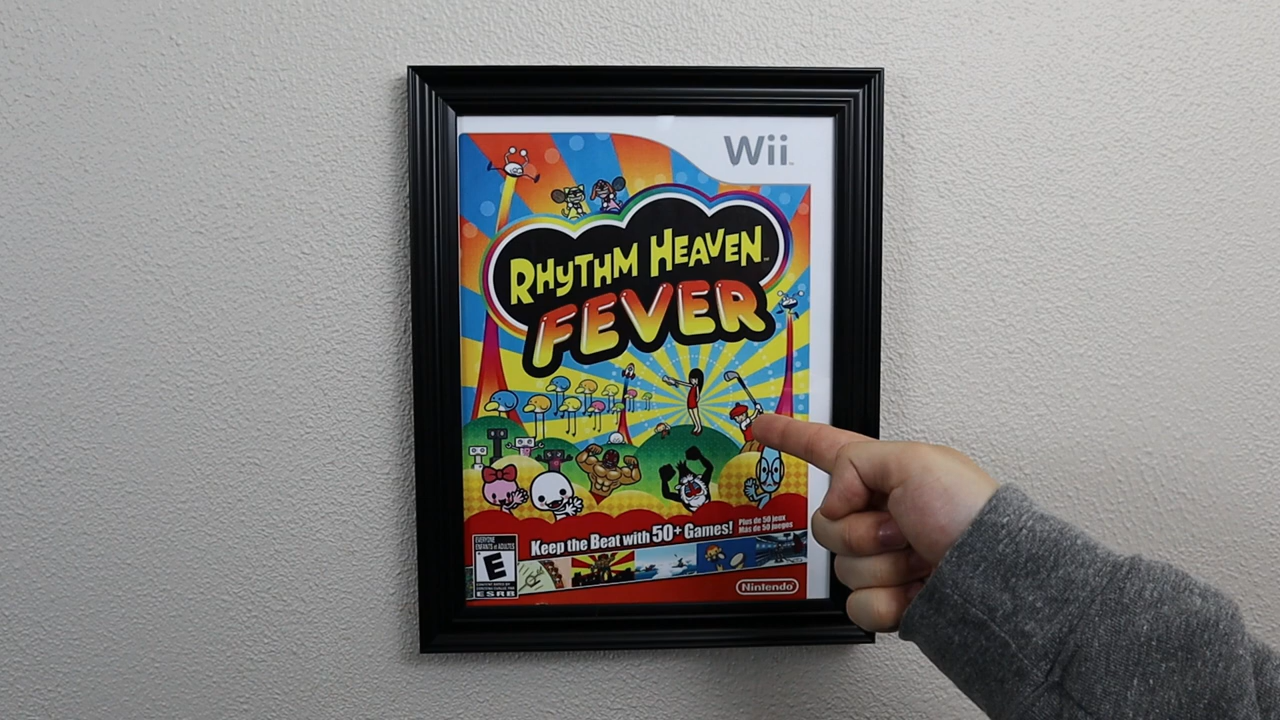 Wii
RHYTHM HEAVEN
FEVER
Keep the Beat with 50+ Games!
Plus de 50 jeux
Más de 50 juegos
EVERYONE
ENFANTS et ADULTES
E
ESRB
Nintendo